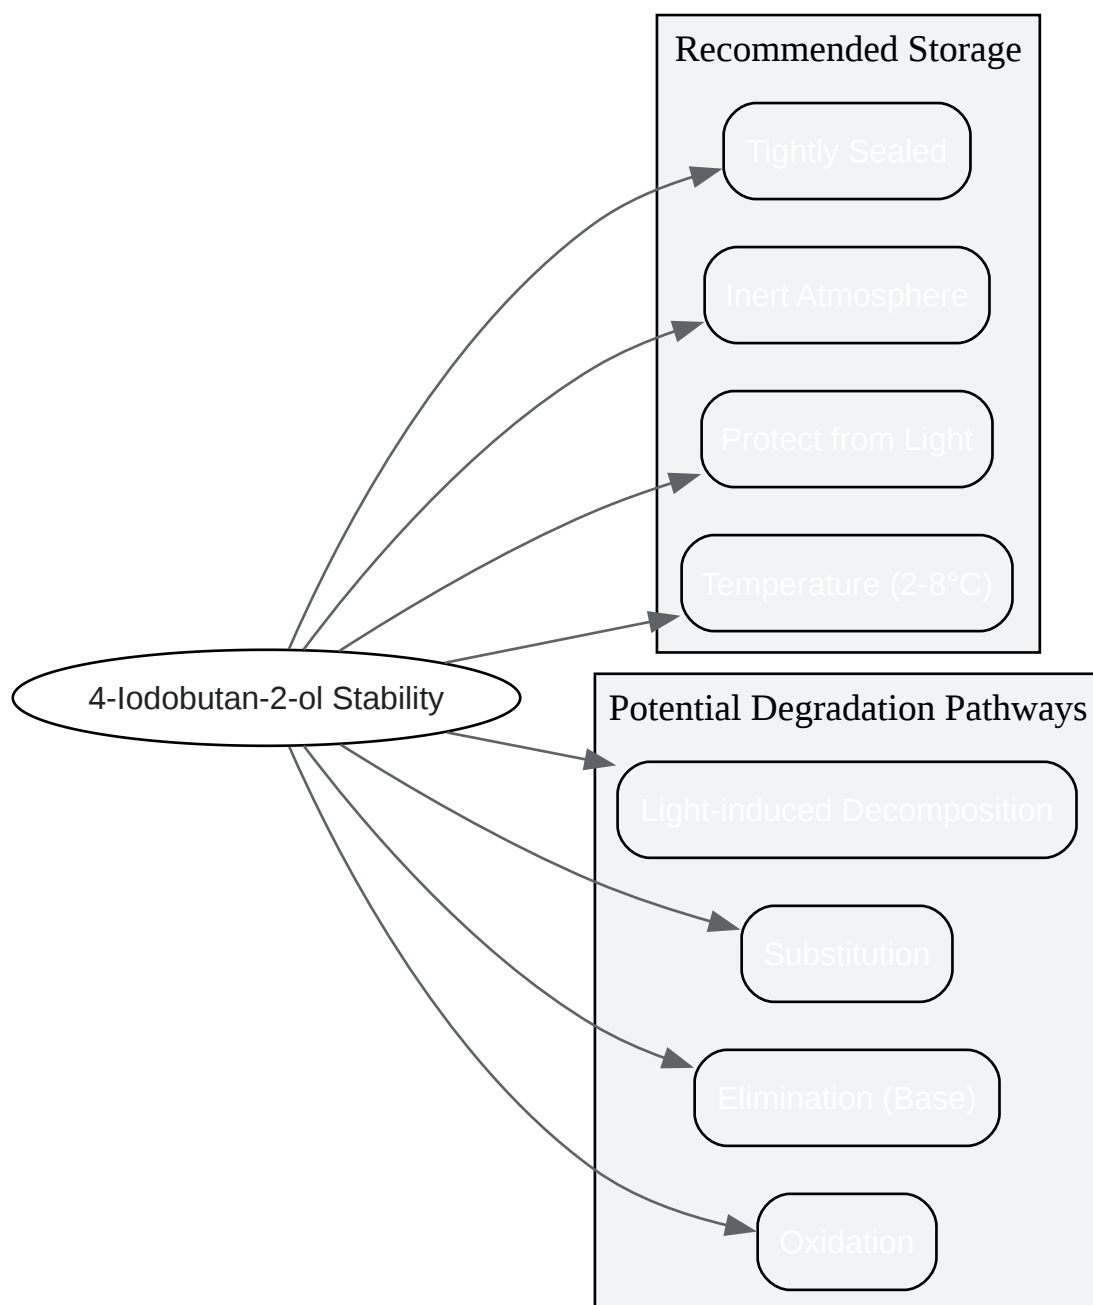 Recommended Storage
Tightly Sealed
Inert Atmosphere
Protect from Light
Temperature (2-8°C)
4-Iodobutan-2-ol Stability
Potential Degradation Pathways
Light-induced Decomposition
Substitution
Elimination (Base)
Oxidation